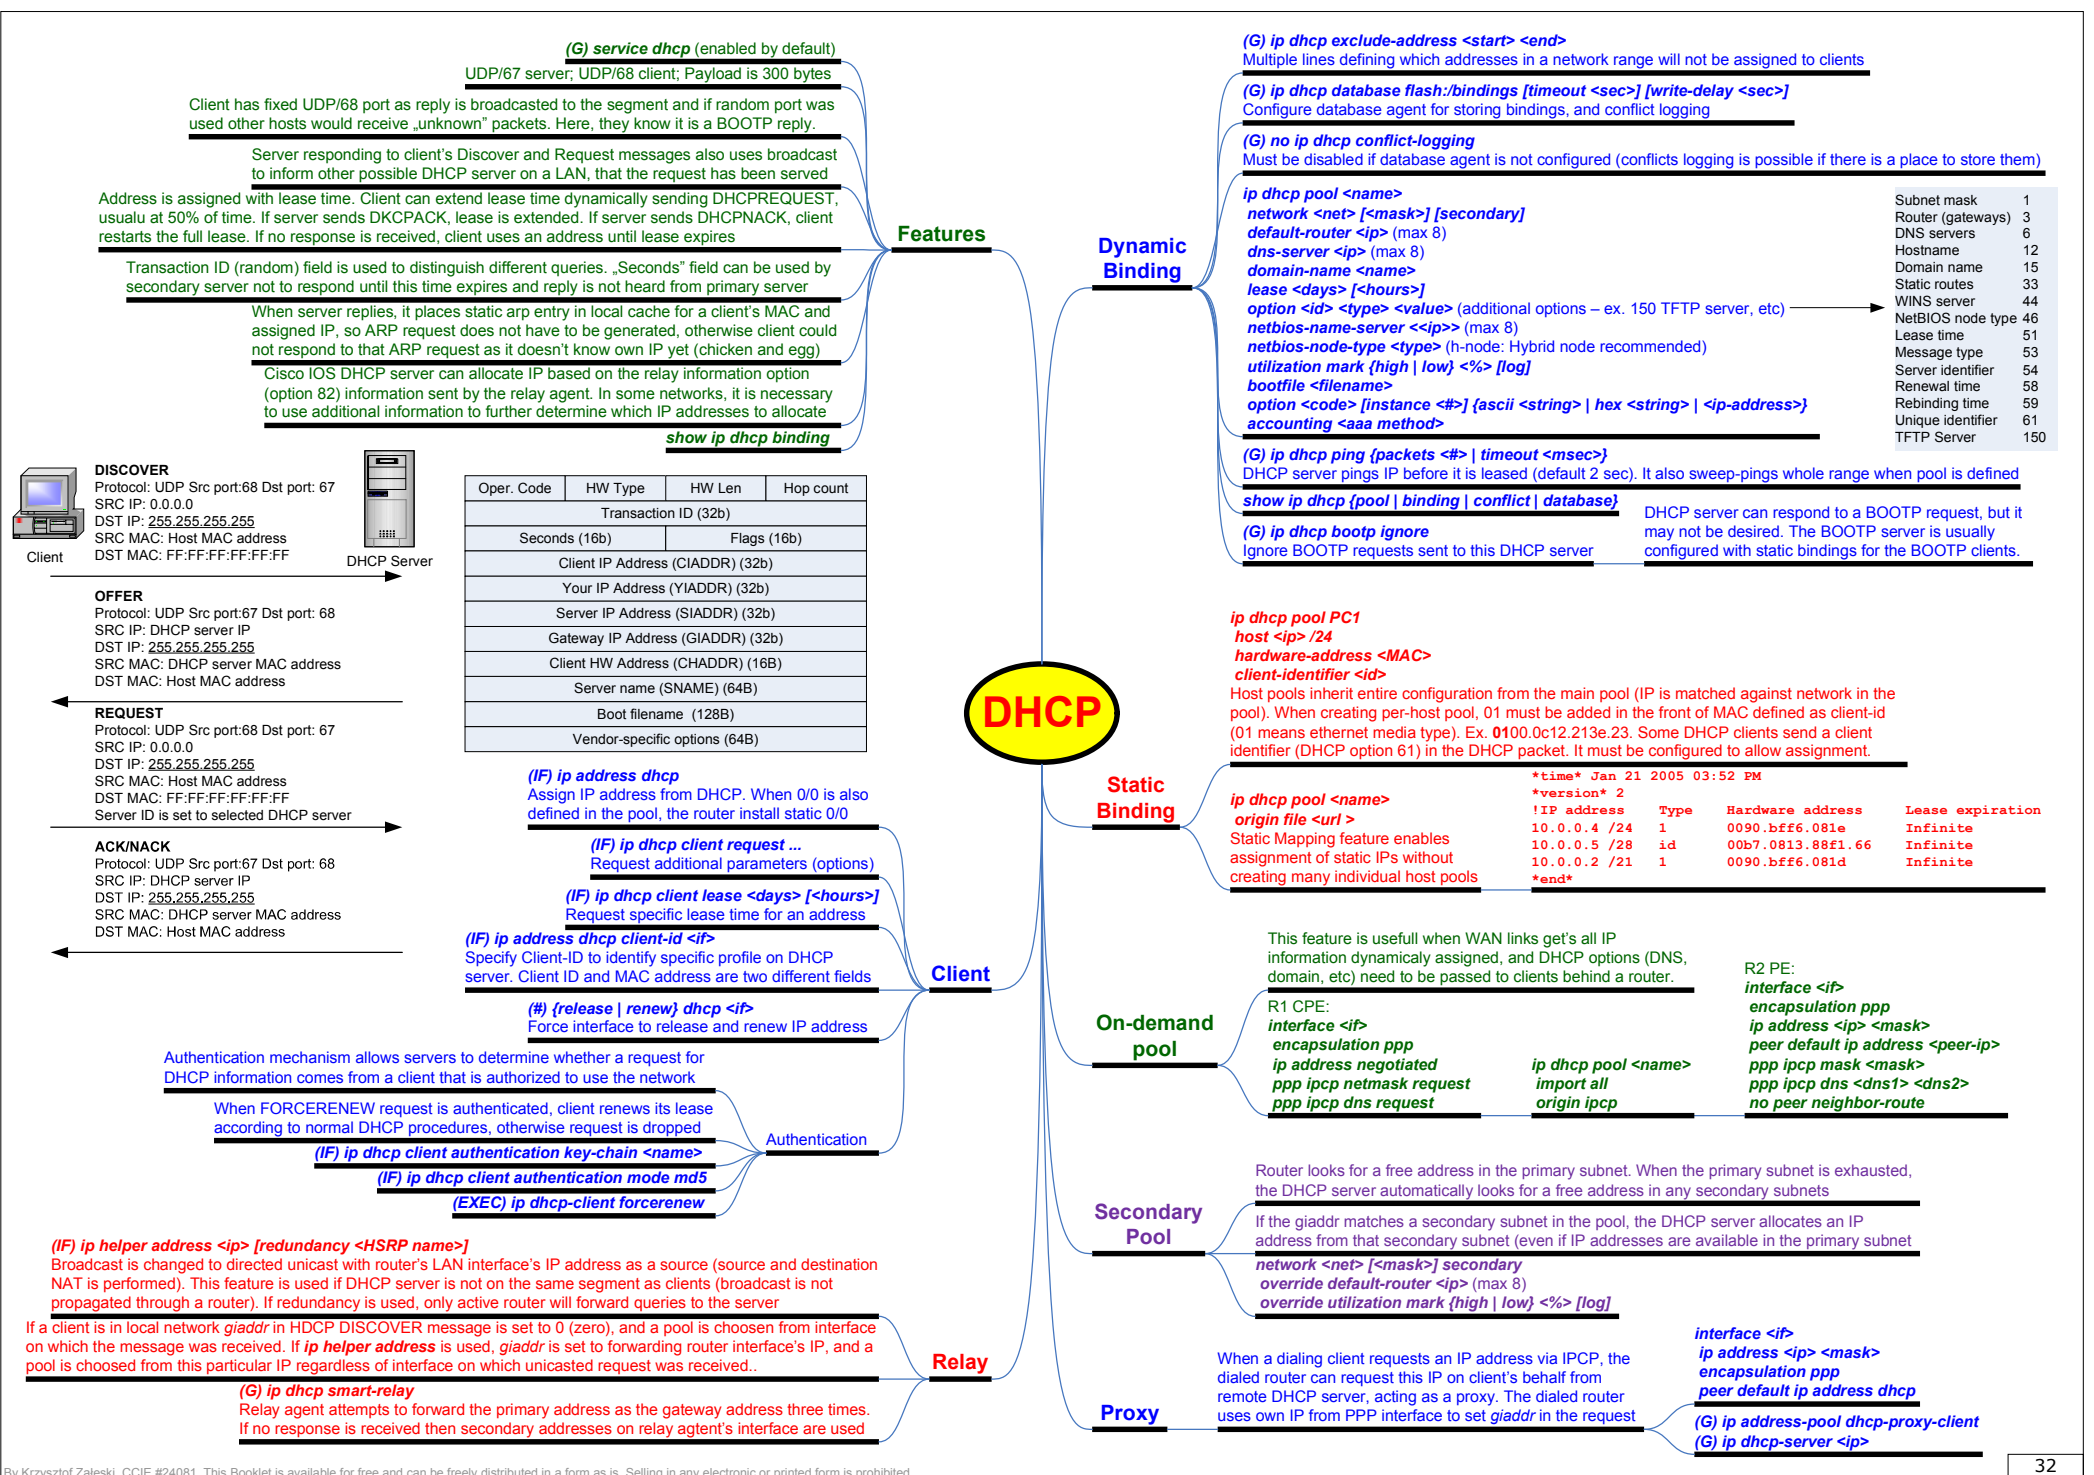 (G) service dhcp (enabled by default)
UDP/67 server; UDP/68 client; Payload is 300 bytes
Client has fixed UDP/68 port as reply is broadcasted to the segment and if random port was
used other hosts would receive „unknown” packets. Here, they know it is a BOOTP reply.
Server responding to client’s Discover and Request messages also uses broadcast
to inform other possible DHCP server on a LAN, that the request has been served
Address is assigned with lease time. Client can extend lease time dynamically sending DHCPREQUEST,
usualu at 50% of time. If server sends DKCPACK, lease is extended. If server sends DHCPNACK, client
restarts the full lease. If no response is received, client uses an address until lease expires
Transaction ID (random) field is used to distinguish different queries. „Seconds” field can be used by
secondary server not to respond until this time expires and reply is not heard from primary server
When server replies, it places static arp entry in local cache for a client’s MAC and
assigned IP, so ARP request does not have to be generated, otherwise client could
not respond to that ARP request as it doesn’t know own IP yet (chicken and egg)
Cisco IOS DHCP server can allocate IP based on the relay information option
(option 82) information sent by the relay agent. In some networks, it is necessary
to use additional information to further determine which IP addresses to allocate
show ip dhcp binding
Features
DISCOVER
Protocol: UDP Src port:68 Dst port: 67
SRC IP: 0.0.0.0
DST IP: 255.255.255.255
SRC MAC: Host MAC address
DST MAC: FF:FF:FF:FF:FF:FF
Client
DHCP Server
OFFER
Protocol: UDP Src port:67 Dst port: 68
SRC IP: DHCP server IP
DST IP: 255.255.255.255
SRC MAC: DHCP server MAC address
DST MAC: Host MAC address
REQUEST
Protocol: UDP Src port:68 Dst port: 67
SRC IP: 0.0.0.0
DST IP: 255.255.255.255
SRC MAC: Host MAC address
DST MAC: FF:FF:FF:FF:FF:FF
Server ID is set to selected DHCP server
ACK/NACK
Protocol: UDP Src port:67 Dst port: 68
SRC IP: DHCP server IP
DST IP: 255.255.255.255
SRC MAC: DHCP server MAC address
DST MAC: Host MAC address
Oper. Code HW Type HW Len Hop count
Transaction ID (32b)
Seconds (16b) Flags (16b)
Client IP Address (CIADDR) (32b)
Your IP Address (YIADDR) (32b)
Server IP Address (SIADDR) (32b)
Gateway IP Address (GIADDR) (32b)
Client HW Address (CHADDR) (16B)
Server name (SNAME) (64B)
Boot filename (128B)
Vendor-specific options (64B)
DHCP
(IF) ip address dhcp
Assign IP address from DHCP. When 0/0 is also
defined in the pool, the router install static 0/0
(IF) ip dhcp client request ...
Request additional parameters (options)
(IF) ip dhcp client lease <days> [<hours>]
Request specific lease time for an address
(IF) ip address dhcp client-id <if>
Specify Client-ID to identify specific profile on DHCP
server. Client ID and MAC address are two different fields
(#) {release | renew} dhcp <if>
Force interface to release and renew IP address
Client
Authentication mechanism allows servers to determine whether a request for
DHCP information comes from a client that is authorized to use the network
When FORCERENEW request is authenticated, client renews its lease
according to normal DHCP procedures, otherwise request is dropped
(IF) ip dhcp client authentication key-chain <name>
(IF) ip dhcp client authentication mode md5
(EXEC) ip dhcp-client forcerenew
Authentication
(IF) ip helper address <ip> [redundancy <HSRP name>]
Broadcast is changed to directed unicast with router’s LAN interface’s IP address as a source (source and destination
NAT is performed). This feature is used if DHCP server is not on the same segment as clients (broadcast is not
propagated through a router). If redundancy is used, only active router will forward queries to the server
If a client is in local network giaddr in HDCP DISCOVER message is set to 0 (zero), and a pool is choosen from interface
on which the message was received. If ip helper address is used, giaddr is set to forwarding router interface’s IP, and a
pool is choosed from this particular IP regardless of interface on which unicasted request was received..
(G) ip dhcp smart-relay
Relay agent attempts to forward the primary address as the gateway address three times.
If no response is received then secondary addresses on relay agtent’s interface are used
Relay
(G) ip dhcp exclude-address <start> <end>
Multiple lines defining which addresses in a network range will not be assigned to clients
(G) ip dhcp database flash:/bindings [timeout <sec>] [write-delay <sec>]
Configure database agent for storing bindings, and conflict logging
(G) no ip dhcp conflict-logging
Must be disabled if database agent is not configured (conflicts logging is possible if there is a place to store them)
ip dhcp pool <name>
network <net> [<mask>] [secondary]
default-router <ip> (max 8)
dns-server <ip> (max 8)
domain-name <name>
lease <days> [<hours>]
option <id> <type> <value> (additional options – ex. 150 TFTP server, etc)
netbios-name-server <<ip>> (max 8)
netbios-node-type <type> (h-node: Hybrid node recommended)
utilization mark {high | low} <%> [log]
bootfile <filename>
option <code> [instance <#>] {ascii <string> | hex <string> | <ip-address>}
accounting <aaa method>
Dynamic
Binding
Subnet mask 1
Router (gateways) 3
DNS servers 6
Hostname 12
Domain name 15
Static routes 33
WINS server 44
NetBIOS node type 46
Lease time 51
Message type 53
Server identifier 54
Renewal time 58
Rebinding time 59
Unique identifier 61
TFTP Server 150
(G) ip dhcp ping {packets <#> | timeout <msec>}
DHCP server pings IP before it is leased (default 2 sec). It also sweep-pings whole range when pool is defined
show ip dhcp {pool | binding | conflict | database}
(G) ip dhcp bootp ignore
Ignore BOOTP requests sent to this DHCP server
DHCP server can respond to a BOOTP request, but it
may not be desired. The BOOTP server is usually
configured with static bindings for the BOOTP clients.
ip dhcp pool PC1
host <ip> /24
hardware-address <MAC>
client-identifier <id>
Host pools inherit entire configuration from the main pool (IP is matched against network in the
pool). When creating per-host pool, 01 must be added in the front of MAC defined as client-id
(01 means ethernet media type). Ex. 0100.0c12.213e.23. Some DHCP clients send a client
identifier (DHCP option 61) in the DHCP packet. It must be configured to allow assignment.
Static
Binding
ip dhcp pool <name>
origin file <url >
Static Mapping feature enables
assignment of static IPs without
creating many individual host pools
*time* Jan 21 2005 03:52 PM
*version* 2
!IP address Type Hardware address Lease expiration
10.0.0.4 /24 1 0090.bff6.081e Infinite
10.0.0.5 /28 id 00b7.0813.88f1.66 Infinite
10.0.0.2 /21 1 0090.bff6.081d Infinite
*end*
This feature is usefull when WAN links get’s all IP
information dynamicaly assigned, and DHCP options (DNS,
domain, etc) need to be passed to clients behind a router.
On-demand
pool
R1 CPE:
interface <if>
encapsulation ppp
ip address negotiated
ppp ipcp netmask request
ppp ipcp dns request
ip dhcp pool <name>
import all
origin ipcp
R2 PE:
interface <if>
encapsulation ppp
ip address <ip> <mask>
peer default ip address <peer-ip>
ppp ipcp mask <mask>
ppp ipcp dns <dns1> <dns2>
no peer neighbor-route
Router looks for a free address in the primary subnet. When the primary subnet is exhausted,
the DHCP server automatically looks for a free address in any secondary subnets
If the giaddr matches a secondary subnet in the pool, the DHCP server allocates an IP
address from that secondary subnet (even if IP addresses are available in the primary subnet
Secondary
Pool
network <net> [<mask>] secondary
override default-router <ip> (max 8)
override utilization mark {high | low} <%> [log]
When a dialing client requests an IP address via IPCP, the
dialed router can request this IP on client’s behalf from
remote DHCP server, acting as a proxy. The dialed router
uses own IP from PPP interface to set giaddr in the request
Proxy
interface <if>
ip address <ip> <mask>
encapsulation ppp
peer default ip address dhcp
(G) ip address-pool dhcp-proxy-client
(G) ip dhcp-server <ip>
By Krzysztof Załęski, CCIE #24081. This Booklet is available for free and can be freely distributed in a form as is. Selling in any electronic or printed form is prohibited.
32